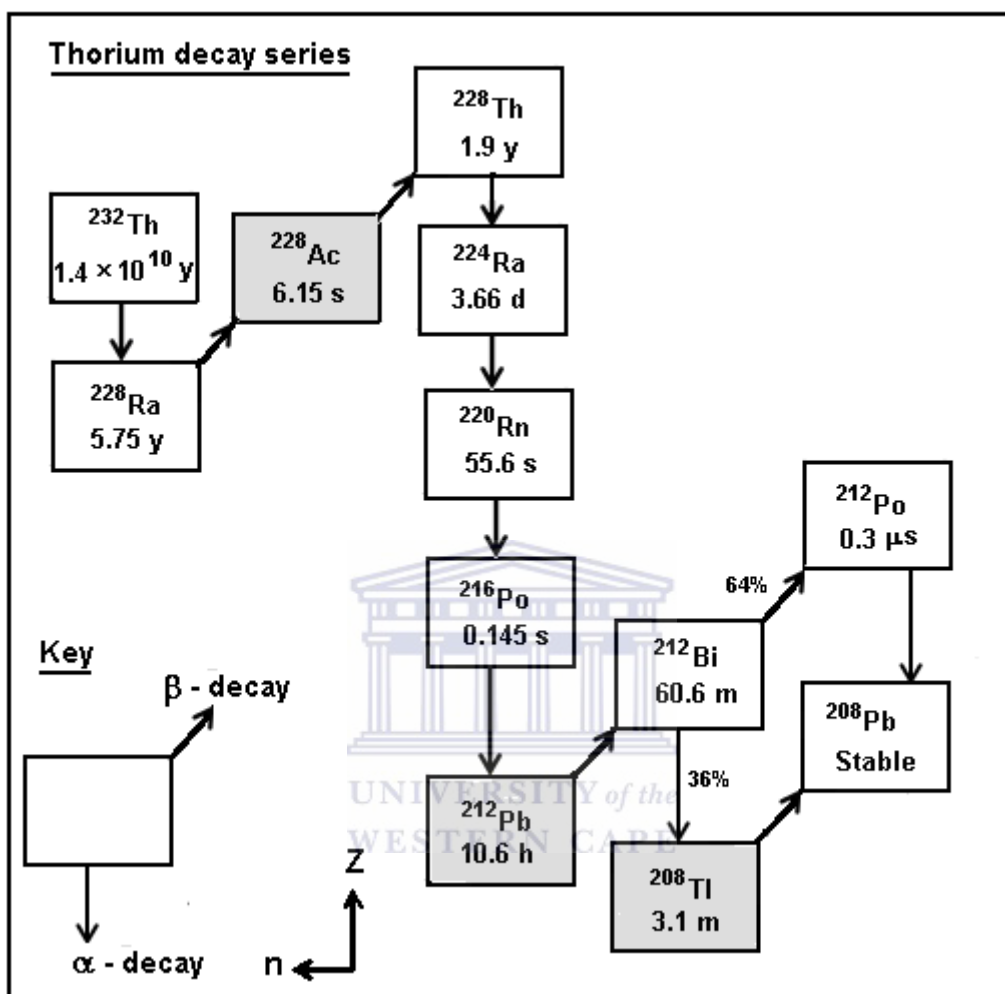 Thorium decay series
²²⁸Th
1.9 y
²³²Th
1.4 × 10¹⁰ y
²²⁸Ac
6.15 s
²²⁴Ra
3.66 d
²²⁸Ra
5.75 y
²²⁰Rn
55.6 s
²¹²Po
0.3 μs
²¹⁶Po
0.145 s
64%
²¹²Bi
60.6 m
Key
β - decay
²⁰⁸Pb
Stable
36%
UNIVERSITY of the
WESTERN CAPE
²¹²Pb
10.6 h
²⁰⁸Tl
3.1 m
Z
n
α - decay